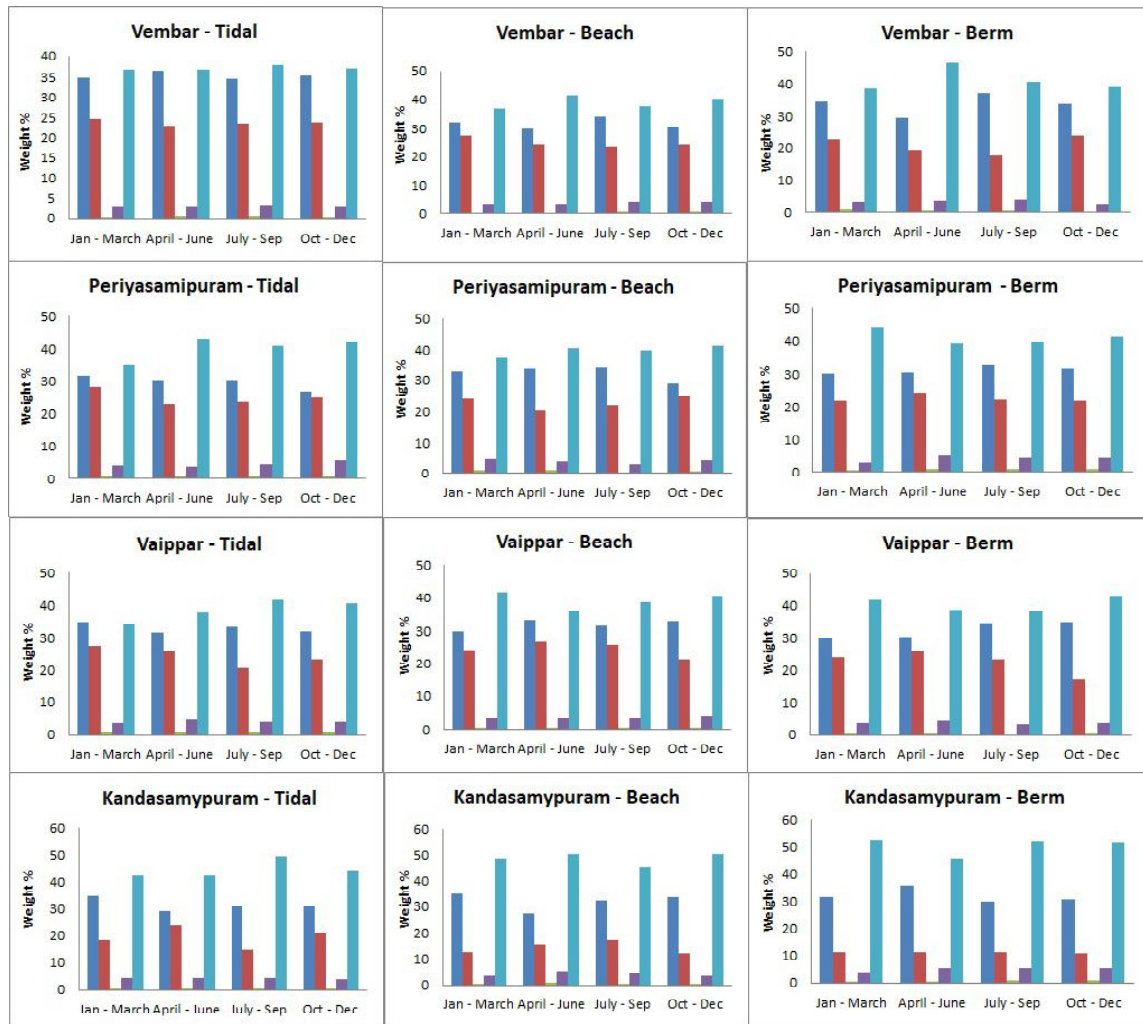 Vembar - Tidal
Weight %
40
35
30
25
20
15
10
5
0
Jan - March April - June July - Sep Oct - Dec
Vembar - Beach
Weight %
50
40
30
20
10
0
Jan - March April - June July - Sep Oct - Dec
Vembar - Berm
Weight %
50
40
30
20
10
0
Jan - March April - June July - Sep Oct - Dec
Periyasamipuram - Tidal
Weight %
50
40
30
20
10
0
Jan - March April - June July - Sep Oct - Dec
Periyasamipuram - Beach
Weight %
50
40
30
20
10
0
Jan - March April - June July - Sep Oct - Dec
Periyasamipuram - Berm
Weight %
50
40
30
20
10
0
Jan - March April - June July - Sep Oct - Dec
Vaippar - Tidal
Weight %
50
40
30
20
10
0
Jan - March April - June July - Sep Oct - Dec
Vaippar - Beach
Weight %
50
40
30
20
10
0
Jan - March April - June July - Sep Oct - Dec
Vaippar - Berm
Weight %
50
40
30
20
10
0
Jan - March April - June July - Sep Oct - Dec
Kandasamypuram - Tidal
Weight %
60
50
40
30
20
10
0
Jan - March April - June July - Sep Oct - Dec
Kandasamypuram - Beach
Weight %
60
50
40
30
20
10
0
Jan - March April - June July - Sep Oct - Dec
Kandasamypuram - Berm
Weight %
60
50
40
30
20
10
0
Jan - March April - June July - Sep Oct - Dec